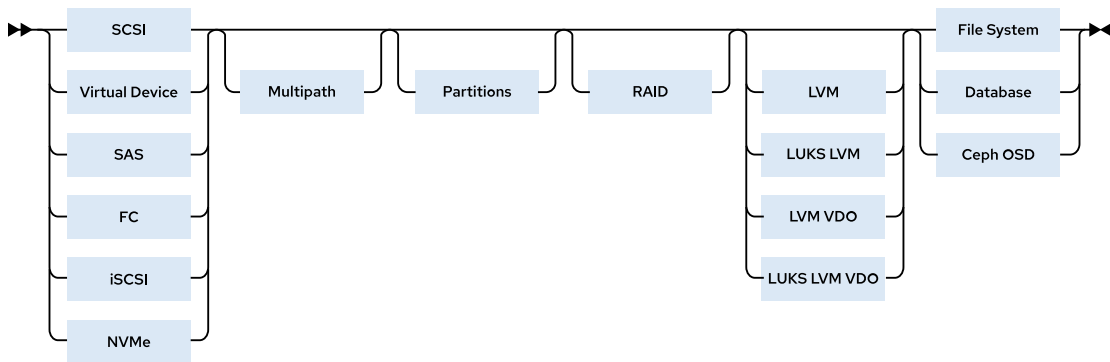 SCSI
File System
Virtual Device
Multipath
Partitions
RAID
LVM
Database
SAS
LUKS LVM
Ceph OSD
FC
LVM VDO
iSCSI
LUKS LVM VDO
NVMe